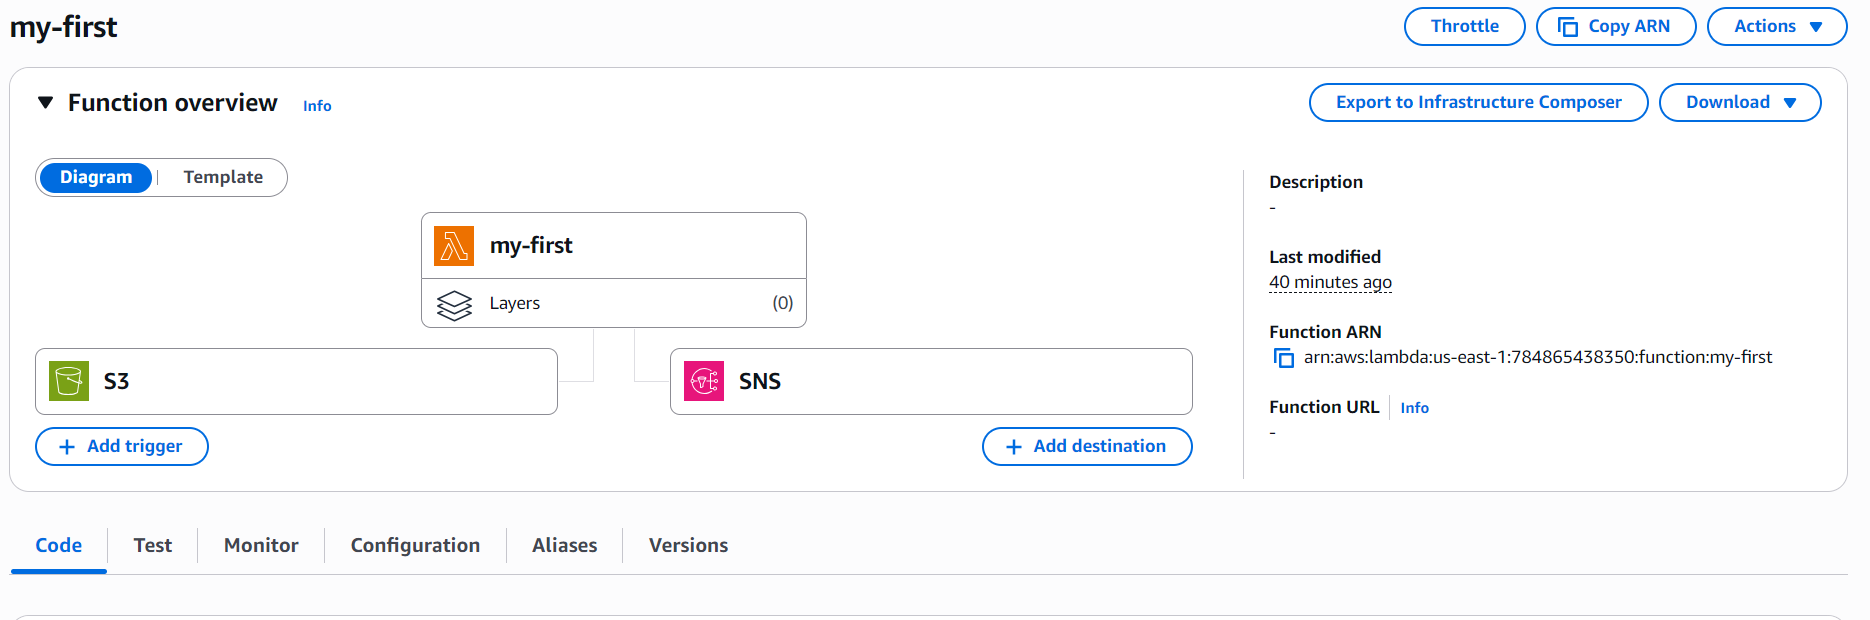 my-first
Throttle
Copy ARN
Actions
Function overview Info
Export to Infrastructure Composer
Download
Diagram
Template
my-first
Layers (0)
S3
SNS
+ Add trigger
+ Add destination
Description
-
Last modified
40 minutes ago
Function ARN
arn:aws:lambda:us-east-1:784865438350:function:my-first
Function URL Info
-
Code
Test
Monitor
Configuration
Aliases
Versions